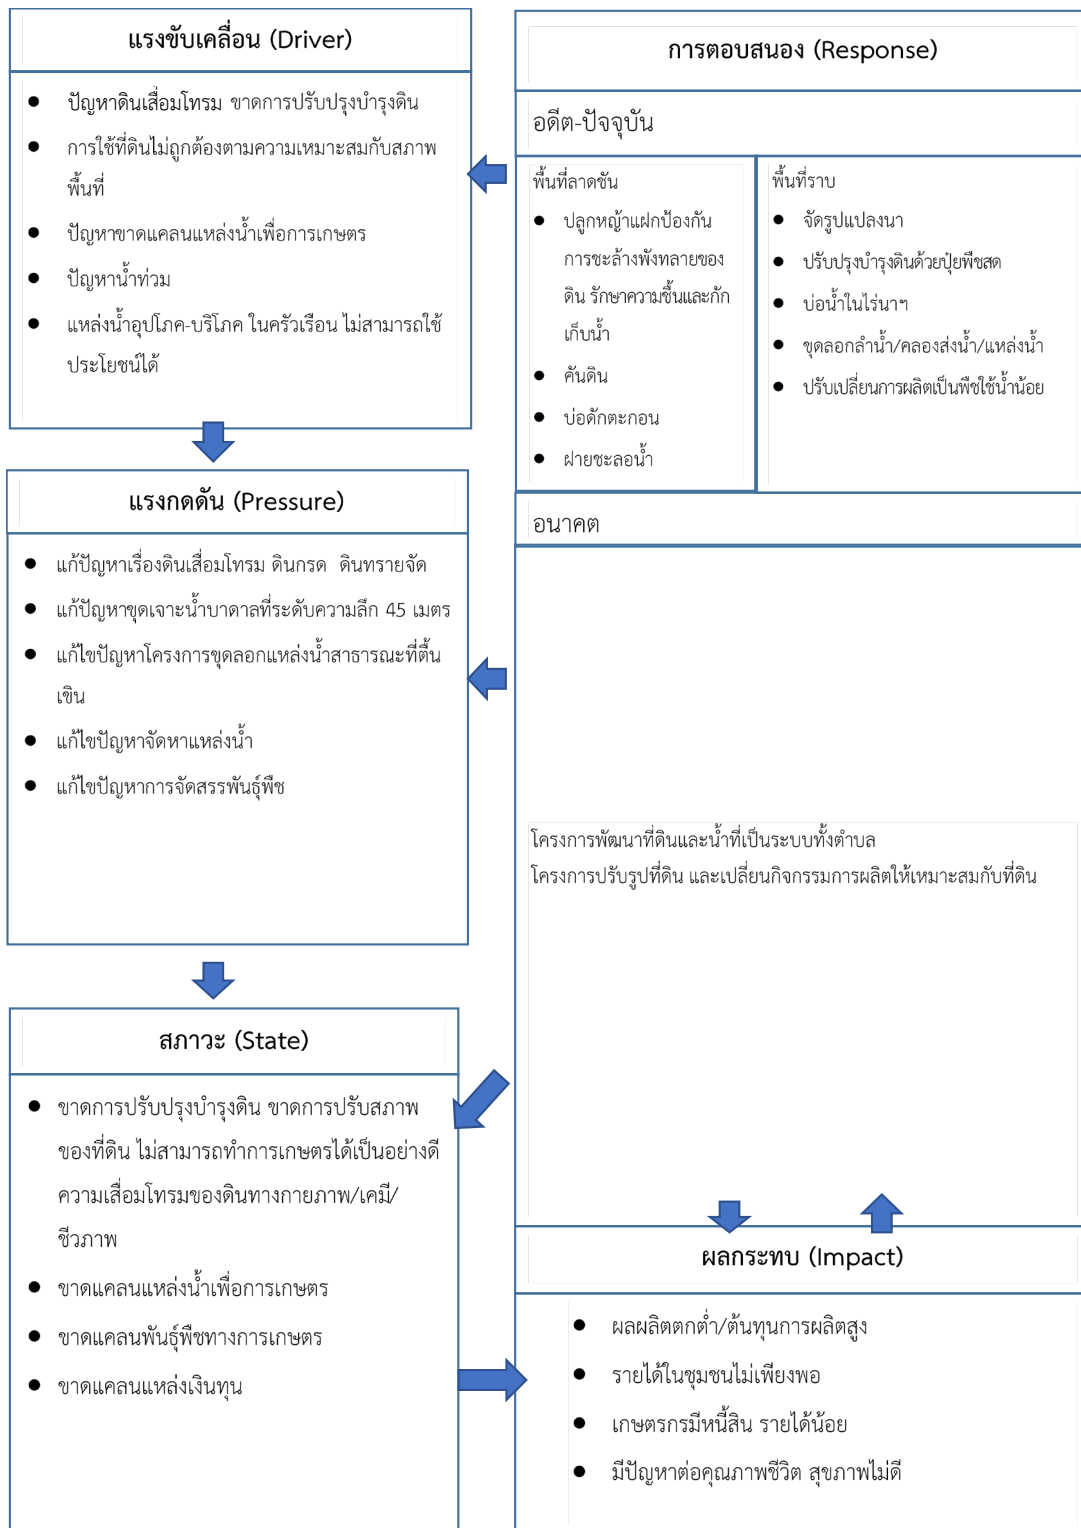 แรงขับเคลื่อน (Driver)
ปัญหาดินเสื่อมโทรม ขาดการปรับปรุงบำรุงดิน
การใช้ที่ดินไม่ถูกต้องตามความเหมาะสมกับสภาพ
พื้นที่
ปัญหาขาดแคลนแหล่งน้ำเพื่อการเกษตร
ปัญหาน้ำท่วม
แหล่งน้ำอุปโภค-บริโภค ในครัวเรือน ไม่สามารถใช้
ประโยชน์ได้
แรงกดดัน (Pressure)
แก้ปัญหาเรื่องดินเสื่อมโทรม ดินกรด ดินทรายจัด
แก้ปัญหาขุดเจาะน้ำบาดาลที่ระดับความลึก 45 เมตร
แก้ไขปัญหาโครงการขุดลอกแหล่งน้ำสาธารณะที่ตื้น
เขิน
แก้ไขปัญหาจัดหาแหล่งน้ำ
แก้ไขปัญหาการจัดสรรพันธุ์พืช
สภาวะ (State)
ขาดการปรับปรุงบำรุงดิน ขาดการปรับสภาพ
ของที่ดิน ไม่สามารถทำการเกษตรได้เป็นอย่างดี
ความเสื่อมโทรมของดินทางกายภาพ/เคมี/
ชีวภาพ
ขาดแคลนแหล่งน้ำเพื่อการเกษตร
ขาดแคลนพันธุ์พืชทางการเกษตร
ขาดแคลนแหล่งเงินทุน
การตอบสนอง (Response)
อดีต-ปัจจุบัน
พื้นที่ลาดชัน
ปลูกหญ้าแฝกป้องกัน
การชะล้างพังทลายของ
ดิน รักษาความชื้นและกัก
เก็บน้ำ
คันดิน
บ่อดักตะกอน
ฝายชะลอน้ำ
พื้นที่ราบ
จัดรูปแปลงนา
ปรับปรุงบำรุงดินด้วยปุ๋ยพืชสด
บ่อน้ำในไร่นาฯ
ขุดลอกลำน้ำ/คลองส่งน้ำ/แหล่งน้ำ
ปรับเปลี่ยนการผลิตเป็นพืชใช้น้ำน้อย
อนาคต
โครงการพัฒนาที่ดินและน้ำที่เป็นระบบทั้งตำบล
โครงการปรับรูปที่ดิน และเปลี่ยนกิจกรรมการผลิตให้เหมาะสมกับที่ดิน
ผลกระทบ (Impact)
ผลผลิตตกต่ำ/ต้นทุนการผลิตสูง
รายได้ในชุมชนไม่เพียงพอ
เกษตรกรมีหนี้สิน รายได้น้อย
มีปัญหาต่อคุณภาพชีวิต สุขภาพไม่ดี